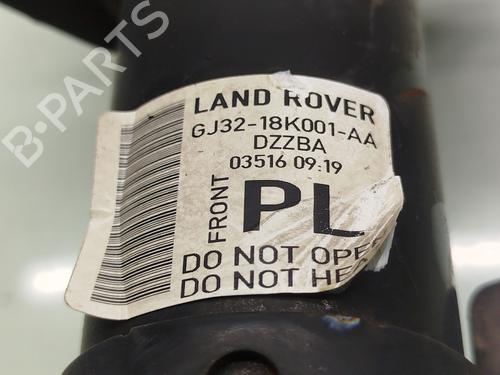 LAND ROVER
GJ32-18K001-AA
DZZBA
03516 09:19
FRONT
PL
DO NOT OPE
DO NOT HE
B-PARTS